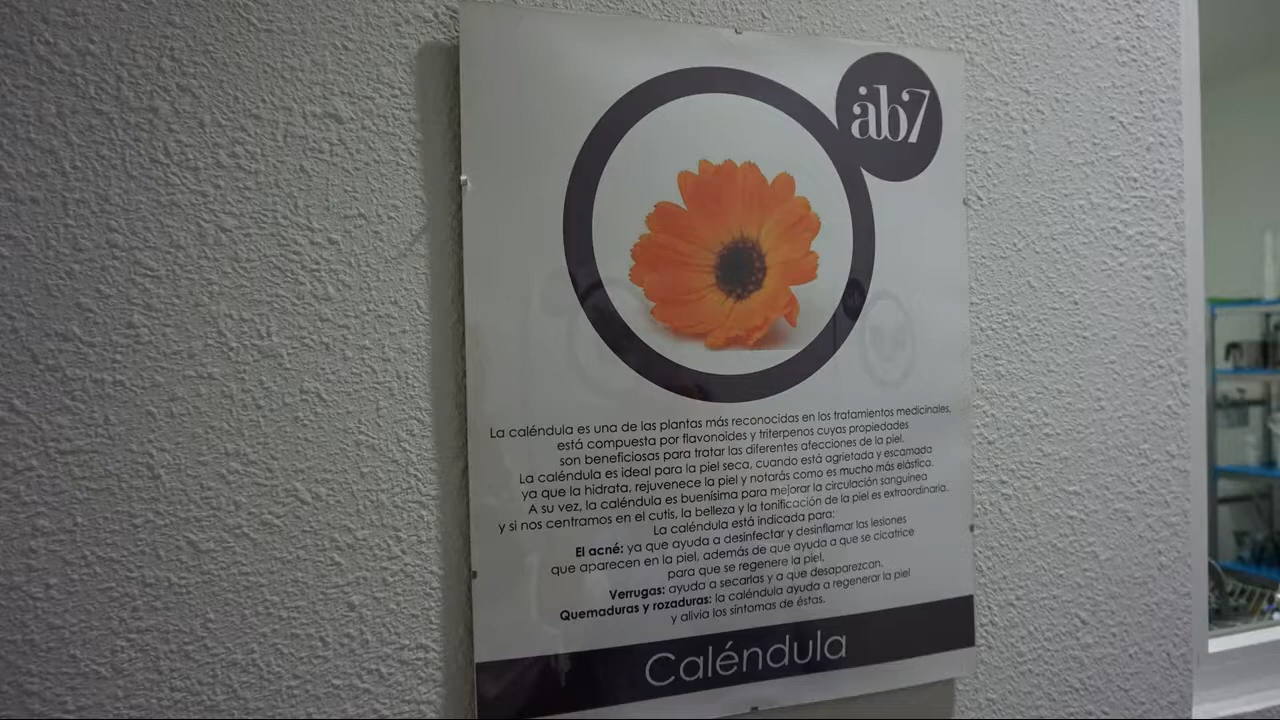 ab7
La caléndula es una de las plantas más reconocidas en los tratamientos medicinales,
está compuesta por flavonoides y triterpenos cuyas propiedades
son beneficiosas para tratar las diferentes afecciones de la piel.
La caléndula es ideal para la piel seca, cuando está agrietada y escamada
ya que la hidrata, rejuvenece la piel y notarás como es mucho más elástica.
A su vez, la caléndula es buenísima para mejorar la circulación sanguínea
y si nos centramos en el cutis, la belleza y la tonificación de la piel es extraordinaria.
La caléndula está indicada para:
El acné: ya que ayuda a desinfectar y desinflamar las lesiones
que aparecen en la piel, además de que ayuda a que se cicatrice
para que se regenere la piel.
Verrugas: ayuda a secarlas y a que desaparezcan.
Quemaduras y rozaduras: la caléndula ayuda a regenerar la piel
y alivia los síntomas de éstas.
Caléndula